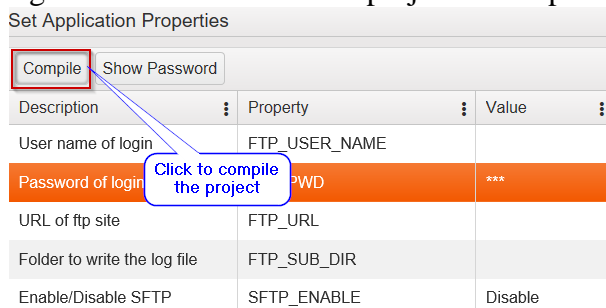 Set Application Properties
Compile Show Password
Description Property Value
User name of login FTP_USER_NAME
Password of login PWD ***
Click to compile
the project
URL of ftp site FTP_URL
Folder to write the log file FTP_SUB_DIR
Enable/Disable SFTP SFTP_ENABLE Disable